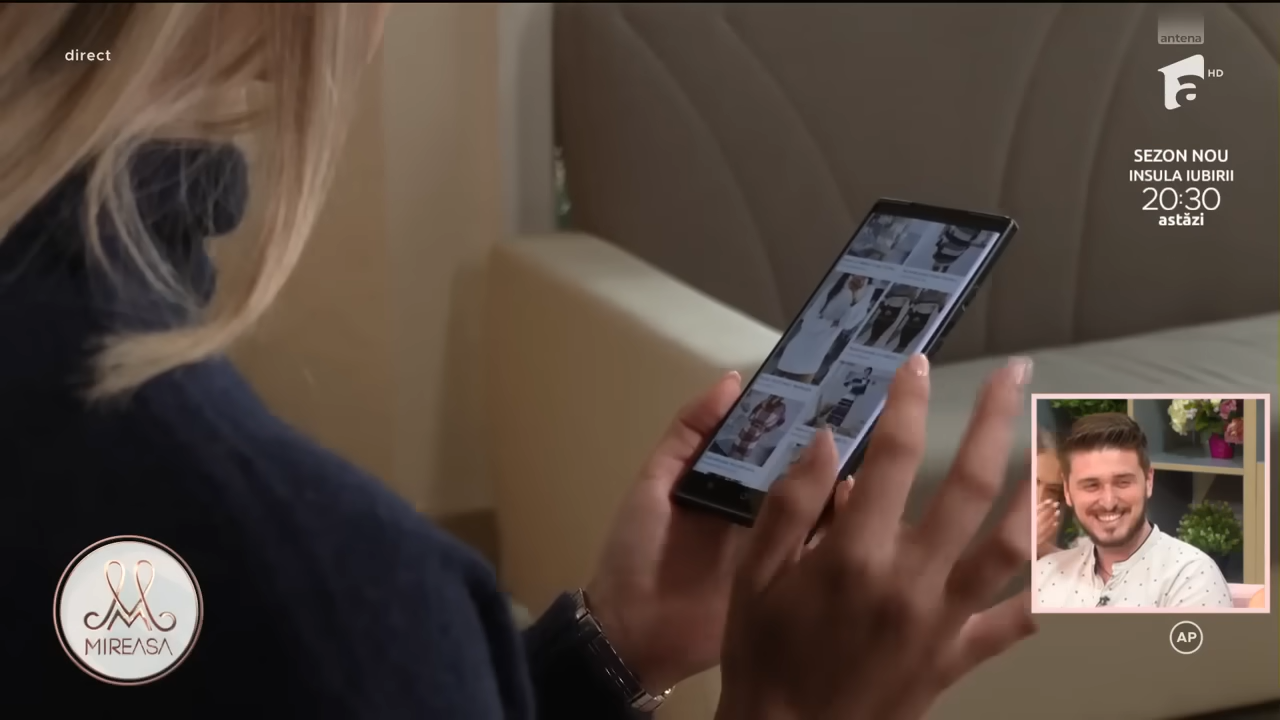 direct
antena
HD
SEZON NOU
INSULA IUBIRII
20:30
astăzi
MIREASA
AP